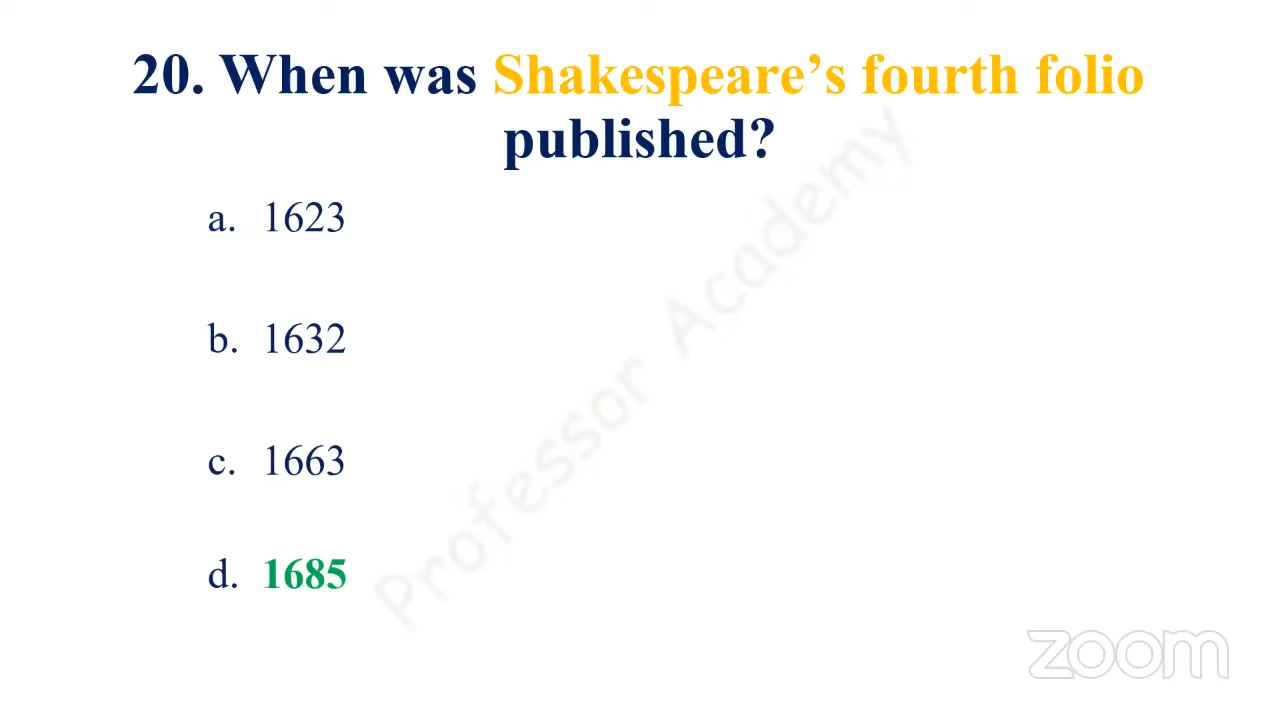 20. When was Shakespeare’s fourth folio
published?
a. 1623
b. 1632
c. 1663
d. 1685
Professor Academy
zoom